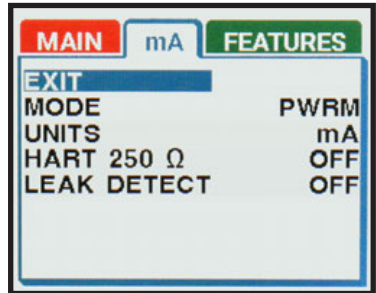 MAIN mA FEATURES
EXIT
MODE PWRM
UNITS mA
HART 250 Ω OFF
LEAK DETECT OFF